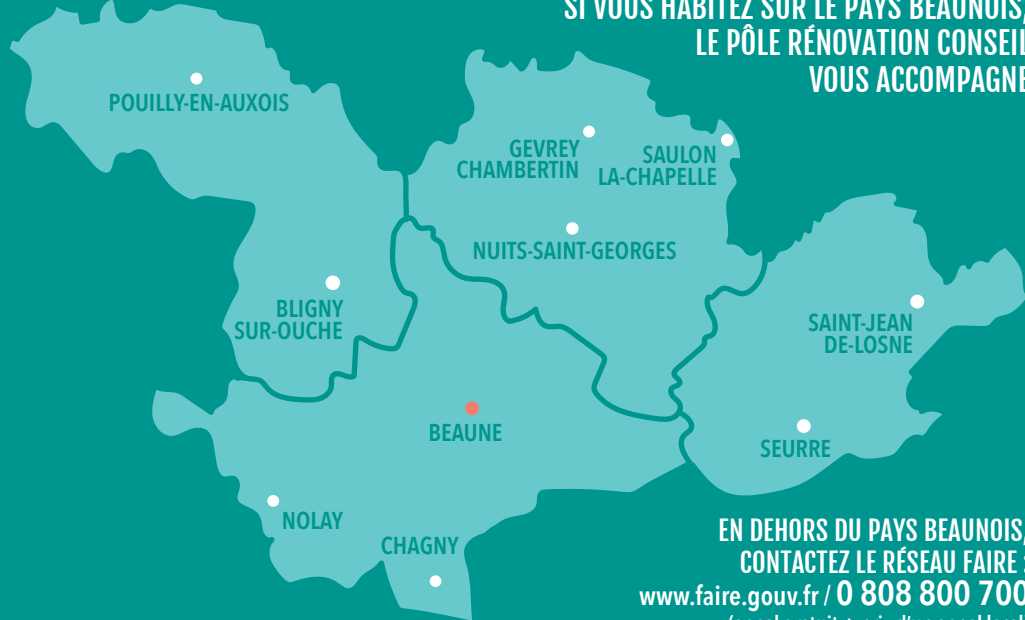 SI VOUS HABITEZ SUR LE PAYS BEAUNOIS,
LE PÔLE RÉNOVATION CONSEIL
VOUS ACCOMPAGNE
POUILLY-EN-AUXOIS
GEVREY
CHAMBERTIN
SAULON
LA-CHAPELLE
NUITS-SAINT-GEORGES
BLIGNY
SUR-OUCHE
SAINT-JEAN
DE-LOSNE
BEAUNE
SEURRE
NOLAY
CHAGNY
EN DEHORS DU PAYS BEAUNOIS,
CONTACTEZ LE RÉSEAU FAIRE :
www.faire.gouv.fr / 0 808 800 700